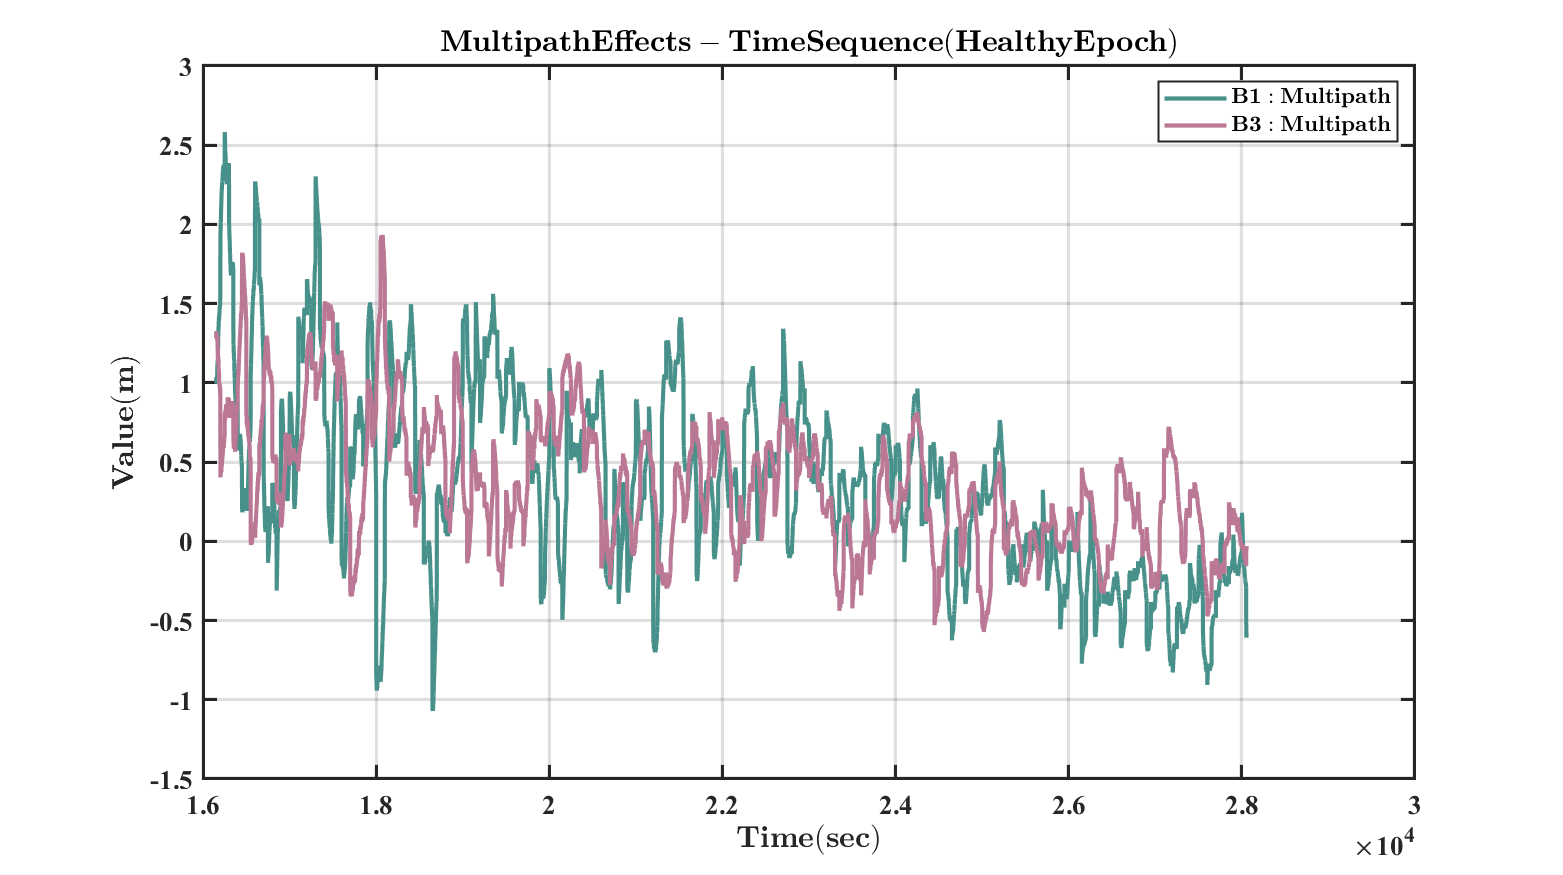 MultipathEffects – TimeSequence(HealthyEpoch)
B1 : Multipath
B3 : Multipath
Value(m)
3
2.5
2
1.5
1
0.5
0
-0.5
-1
-1.5
1.6 1.8 2 2.2 2.4 2.6 2.8 3
Time(sec)
×10⁴